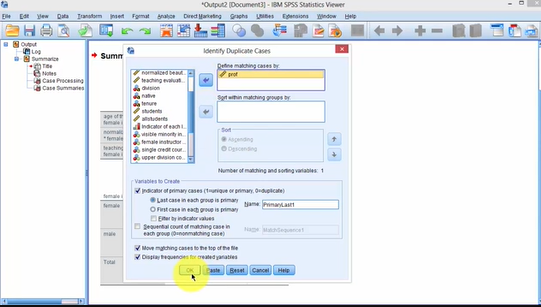 *Output2 [Document3] - IBM SPSS Statistics Viewer
File Edit View Data Transform Insert Format Analyze Direct Marketing Graphs Utilities Extensions Window Help
Output
Log
Summarize
Title
Notes
Case Processing
Case Summaries
Summ
age of
female i
normaliz
female i
teaching
female i
female
male
Total
Identify Duplicate Cases
normalized beaut...
teaching evaluati...
division
native
tenure
students
allstudents
Indicator of each i...
visible minority in...
female instructor ...
single credit cour...
upper division co...
Define matching cases by:
prof
Sort within matching groups by:
Sort
Ascending
Descending
Number of matching and sorting variables: 1
Variables to Create
Indicator of primary cases (1=unique or primary, 0=duplicate)
Last case in each group is primary
First case in each group is primary
Filter by indicator values
Name: PrimaryLast1
Sequential count of matching case in
each group (0=nonmatching case)
Name: MatchSequence1
Move matching cases to the top of the file
Display frequencies for created variables
OK Paste Reset Cancel Help